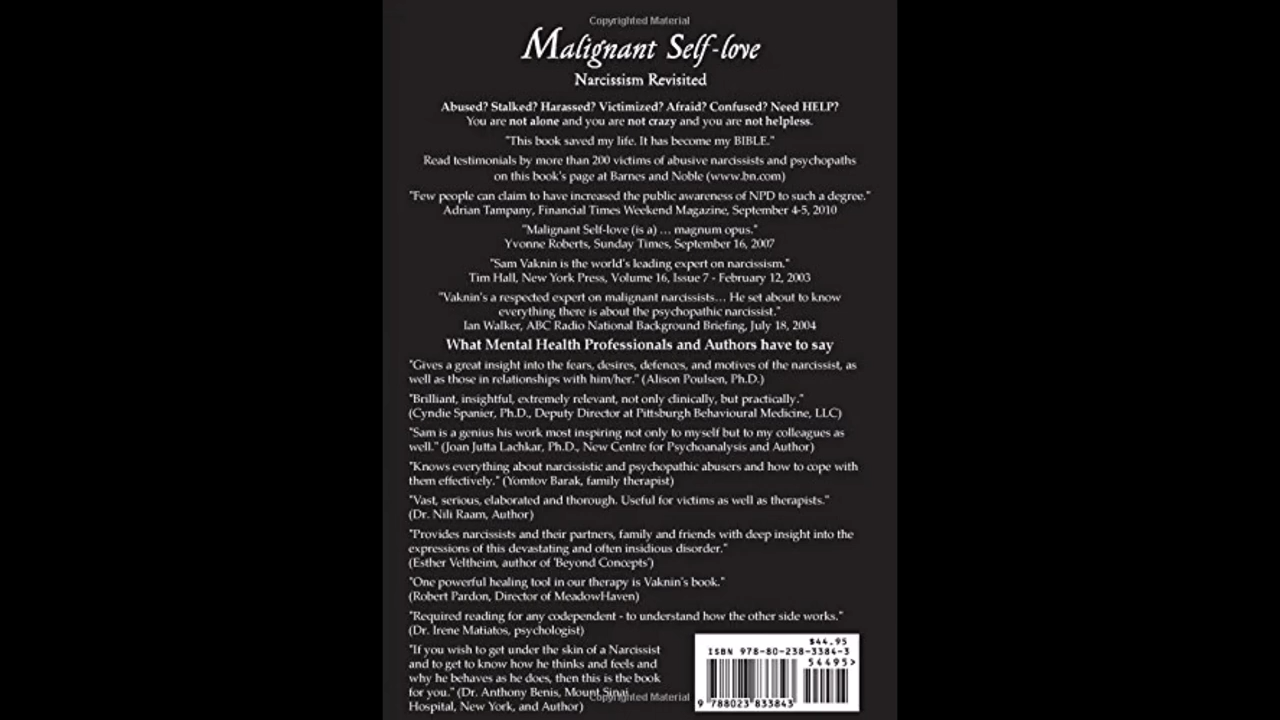 Copyrighted Material
Malignant Self-love
Narcissism Revisited
Abused? Stalked? Harassed? Victimized? Afraid? Confused? Need HELP?
You are not alone and you are not crazy and you are not helpless.
"This book saved my life. It has become my BIBLE."
Read testimonials by more than 200 victims of abusive narcissists and psychopaths
on this book's page at Barnes and Noble (www.bn.com)
"Few people can claim to have increased the public awareness of NPD to such a degree."
Adrian Tampany, Financial Times Weekend Magazine, September 4-5, 2010
"Malignant Self-love (is a) ... magnum opus."
Yvonne Roberts, Sunday Times, September 16, 2007
"Sam Vaknin is the world's leading expert on narcissism."
Tim Hall, New York Press, Volume 16, Issue 7 - February 12, 2003
"Vaknin's a respected expert on malignant narcissists... He set about to know
everything there is about the psychopathic narcissist."
Ian Walker, ABC Radio National Background Briefing, July 18, 2004
What Mental Health Professionals and Authors have to say
"Gives a great insight into the fears, desires, defences, and motives of the narcissist, as
well as those in relationships with him/her." (Alison Poulsen, Ph.D.)
"Brilliant, insightful, extremely relevant, not only clinically, but practically."
(Cyndie Spanier, Ph.D., Deputy Director at Pittsburgh Behavioural Medicine, LLC)
"Sam is a genius his work most inspiring not only to myself but to my colleagues as
well." (Joan Jutta Lachkar, Ph.D., New Centre for Psychoanalysis and Author)
"Knows everything about narcissistic and psychopathic abusers and how to cope with
them effectively." (Yomtov Barak, family therapist)
"Vast, serious, elaborated and thorough. Useful for victims as well as therapists."
(Dr. Nili Raam, Author)
"Provides narcissists and their partners, family and friends with deep insight into the
expressions of this devastating and often insidious disorder."
(Esther Veltheim, author of 'Beyond Concepts')
"One powerful healing tool in our therapy is Vaknin's book."
(Robert Pardon, Director of MeadowHaven)
"Required reading for any codependent - to understand how the other side works."
(Dr. Irene Matiatos, psychologist)
"If you wish to get under the skin of a Narcissist
and to get to know how he thinks and feels and
why he behaves as he does, then this is the book
for you." (Dr. Anthony Benis, Mount Sinai
Hospital, New York, and Author)
Copyrighted Material
$44.95
ISBN 978-80-238-3384-3
54495>
9 788023 833843